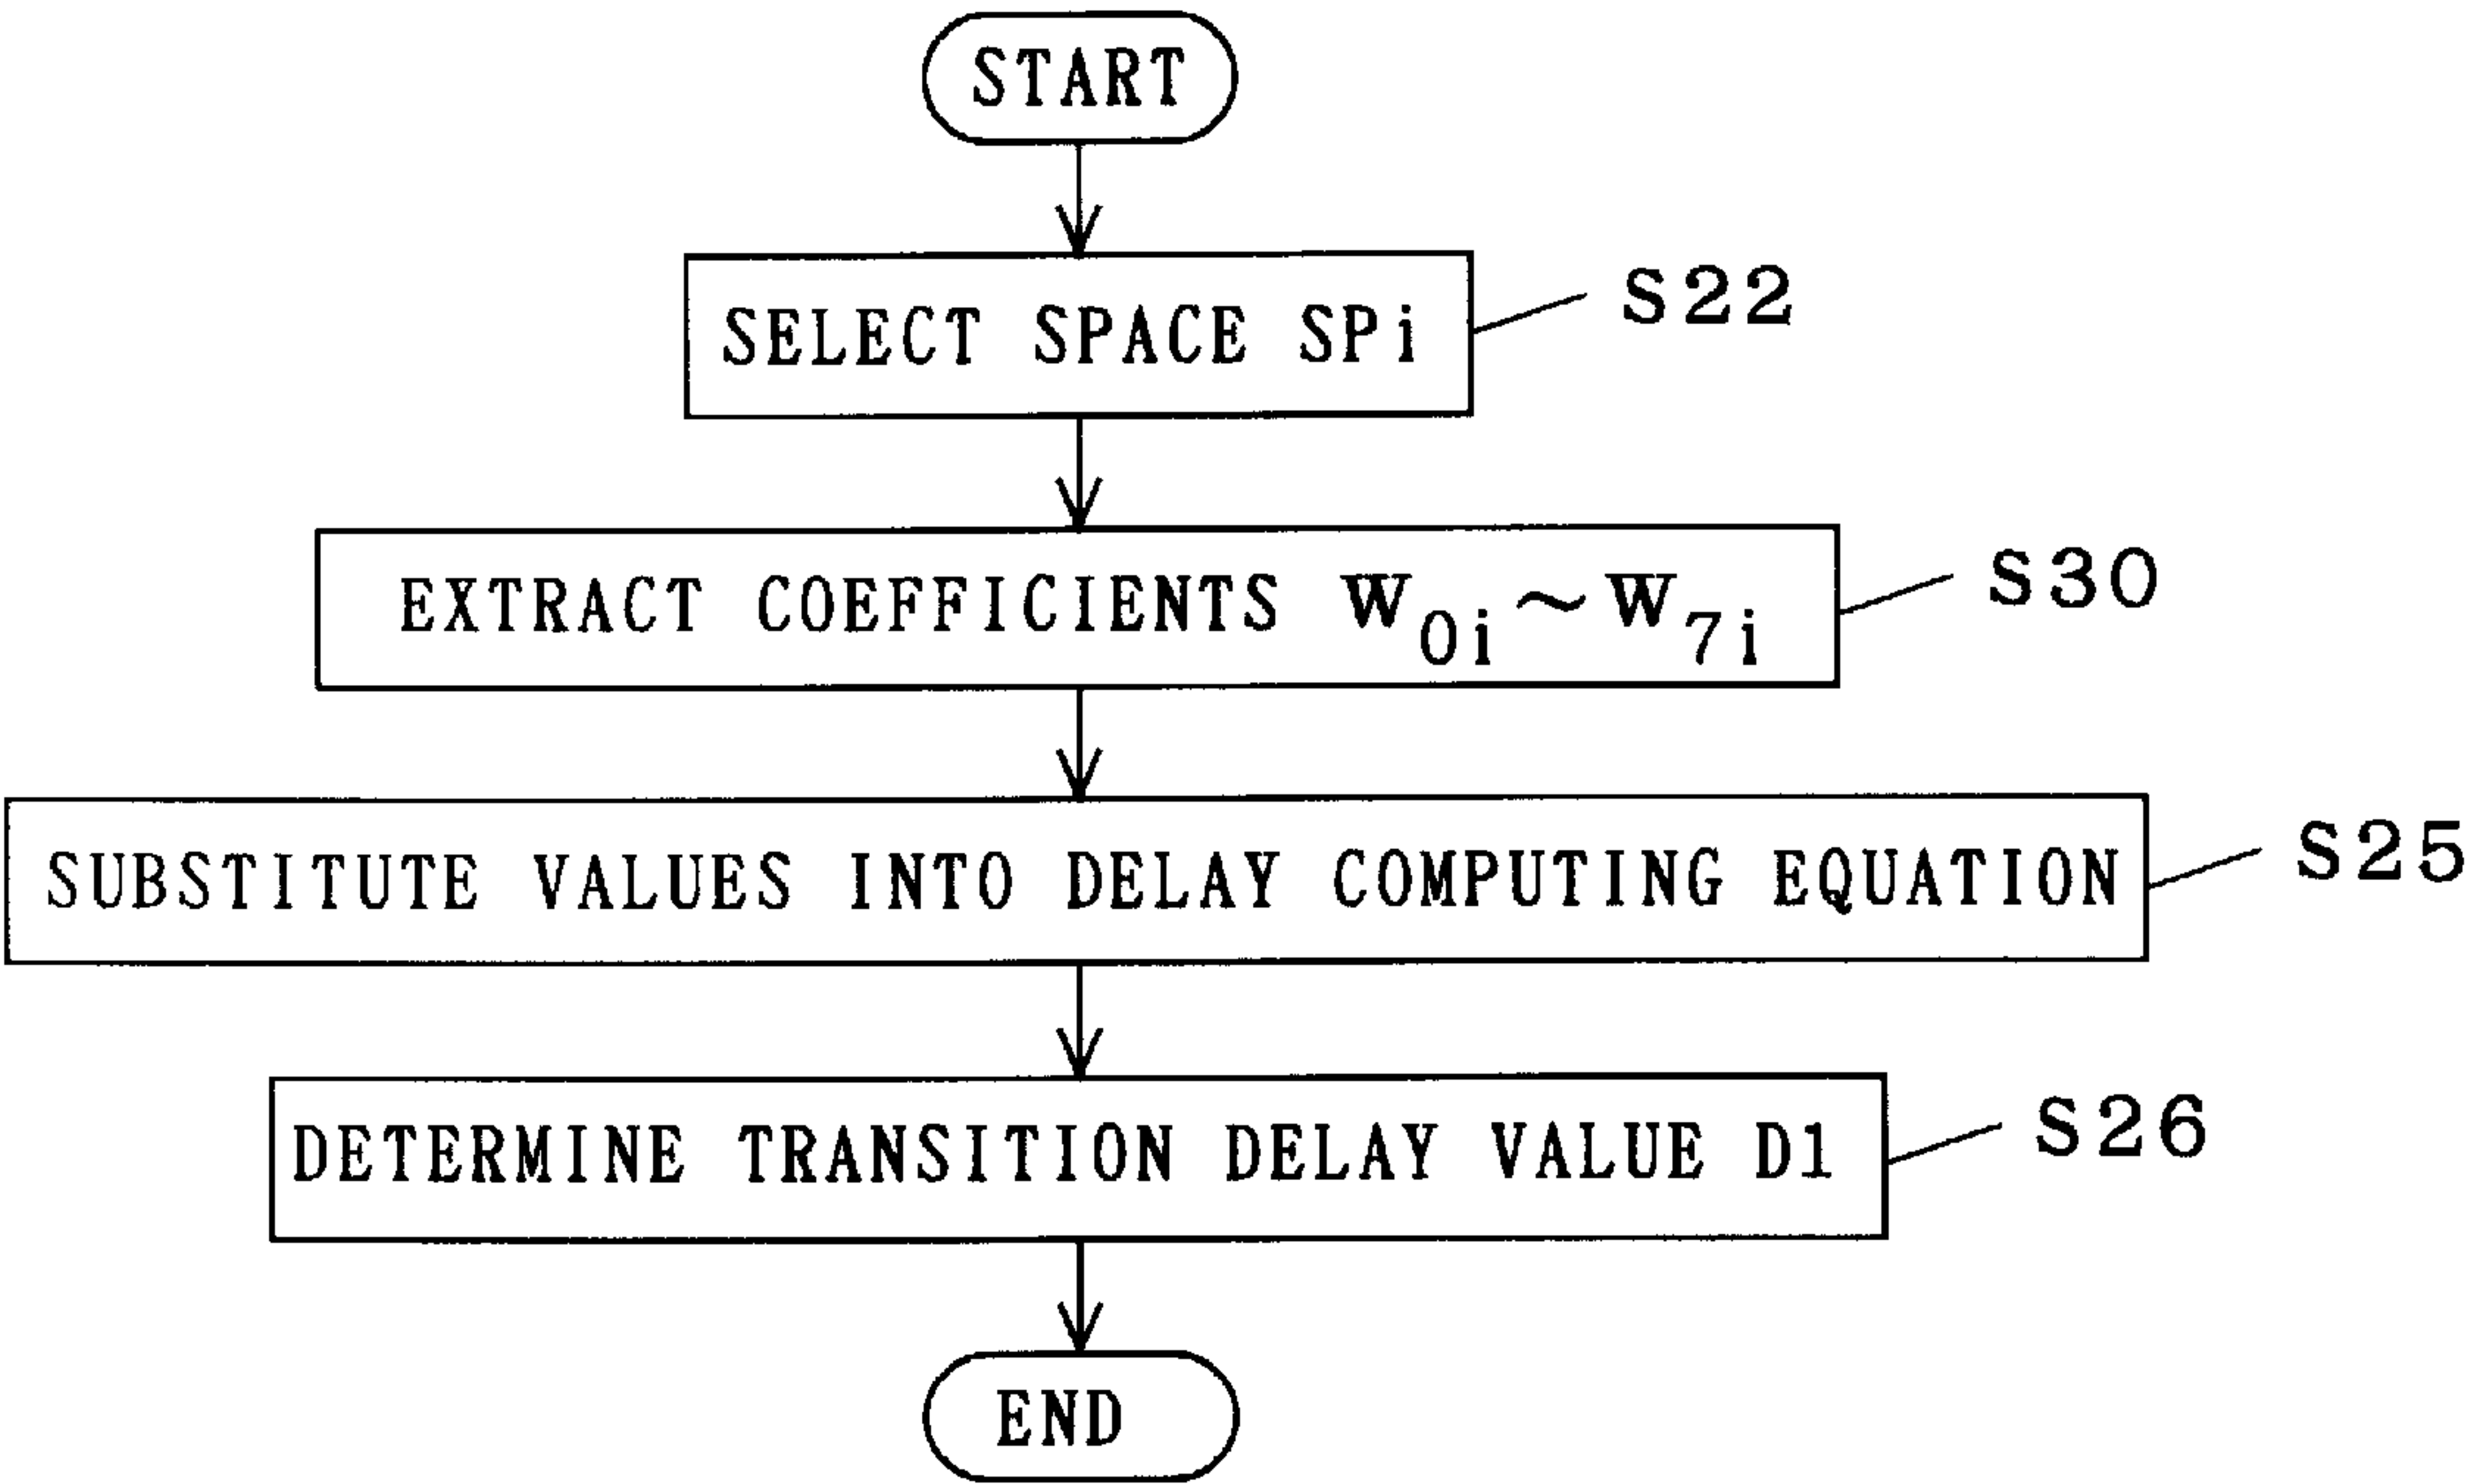 START
SELECT SPACE SPi
S22
EXTRACT COEFFICIENTS W0i~W7i
S30
SUBSTITUTE VALUES INTO DELAY COMPUTING EQUATION
S25
DETERMINE TRANSITION DELAY VALUE D1
S26
END